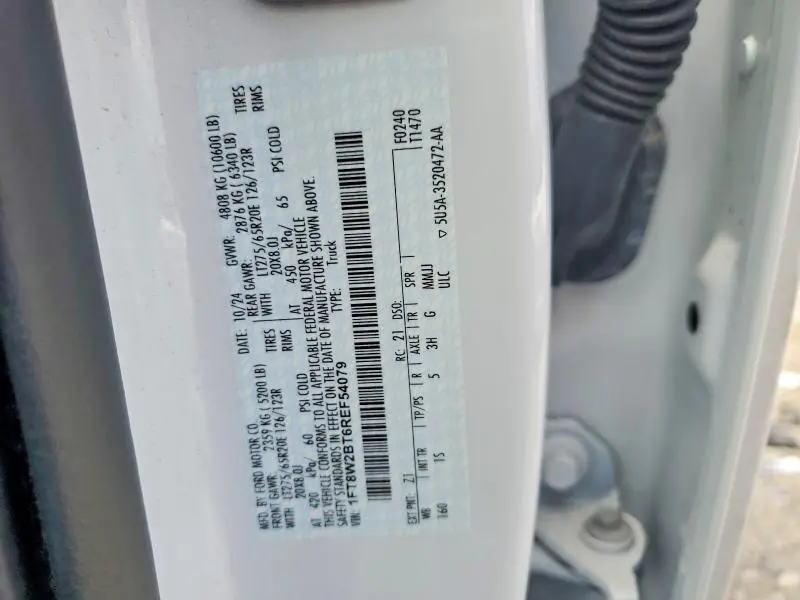 MFD. BY FORD MOTOR CO. DATE: 10/24 GVWR: 4808 KG (10600 LB)
FRONT GAWR: 2359 KG (5200 LB) REAR GAWR: 2876 KG (6340 LB)
WITH LT275/65R20E 126/123R TIRES WITH LT275/65R20E 126/123R TIRES
20X8.0J RIMS 20X8.0J RIMS
AT 420 kPa/ 60 PSI COLD AT 450 kPa/ 65 PSI COLD
THIS VEHICLE CONFORMS TO ALL APPLICABLE FEDERAL MOTOR VEHICLE
SAFETY STANDARDS IN EFFECT ON THE DATE OF MANUFACTURE SHOWN ABOVE.
VIN: 1FT8W2BT6REF54079 TYPE: Truck
F0240
T1470
EXT PNT: Z1 RC: 21 DSO:
WB INT TR TP/PS R AXLE TR SPR
160 1S 5 3H G MMJJ
ULC
▽ 5U5A-3520472-AA